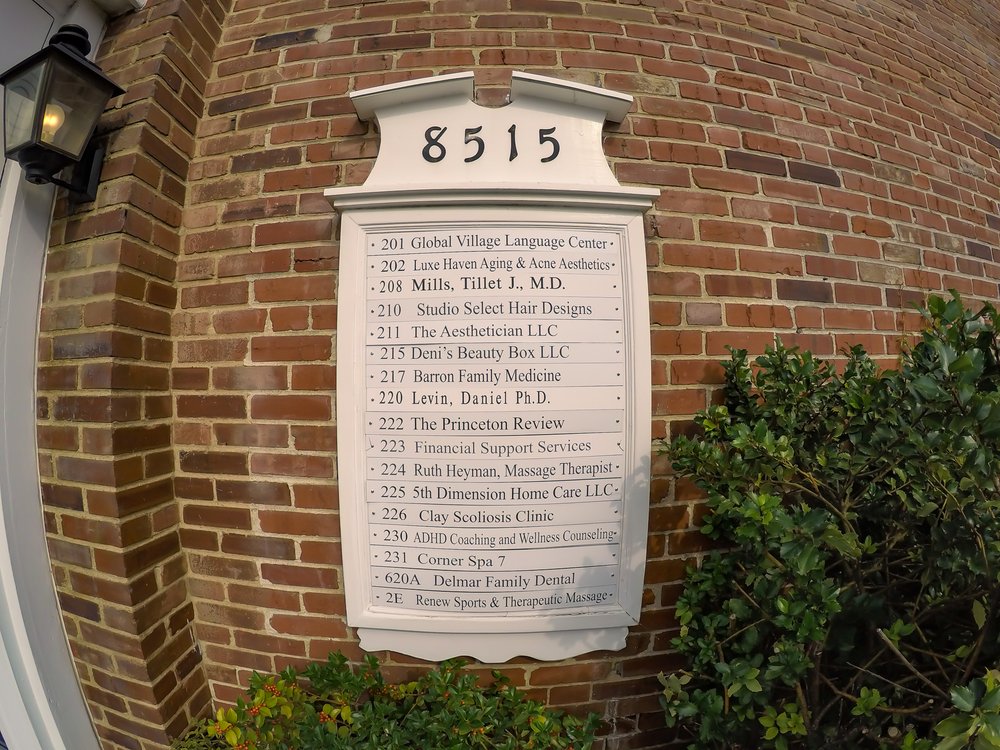 8515
201 Global Village Language Center
202 Luxe Haven Aging & Acne Aesthetics
208 Mills, Tillet J., M.D.
210 Studio Select Hair Designs
211 The Aesthetician LLC
215 Deni's Beauty Box LLC
217 Barron Family Medicine
220 Levin, Daniel Ph.D.
222 The Princeton Review
223 Financial Support Services
224 Ruth Heyman, Massage Therapist
225 5th Dimension Home Care LLC
226 Clay Scoliosis Clinic
230 ADHD Coaching and Wellness Counseling
231 Corner Spa 7
620A Delmar Family Dental
2E Renew Sports & Therapeutic Massage